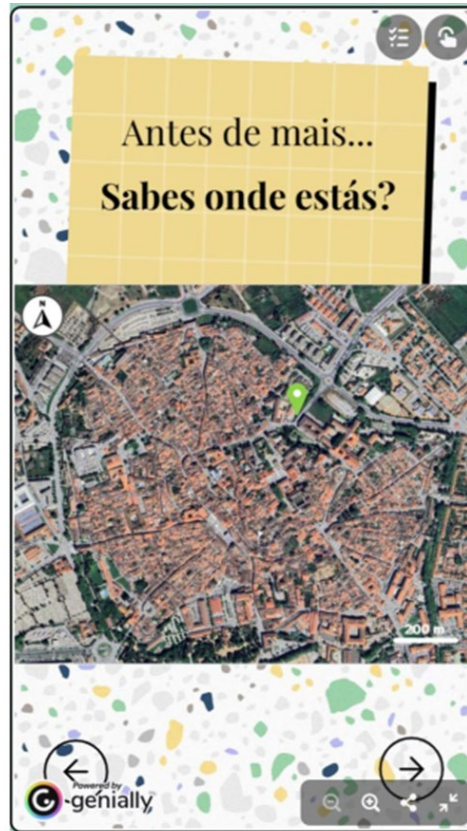 Antes de mais...
Sabes onde estás?
N
200 m
Powered by
genially